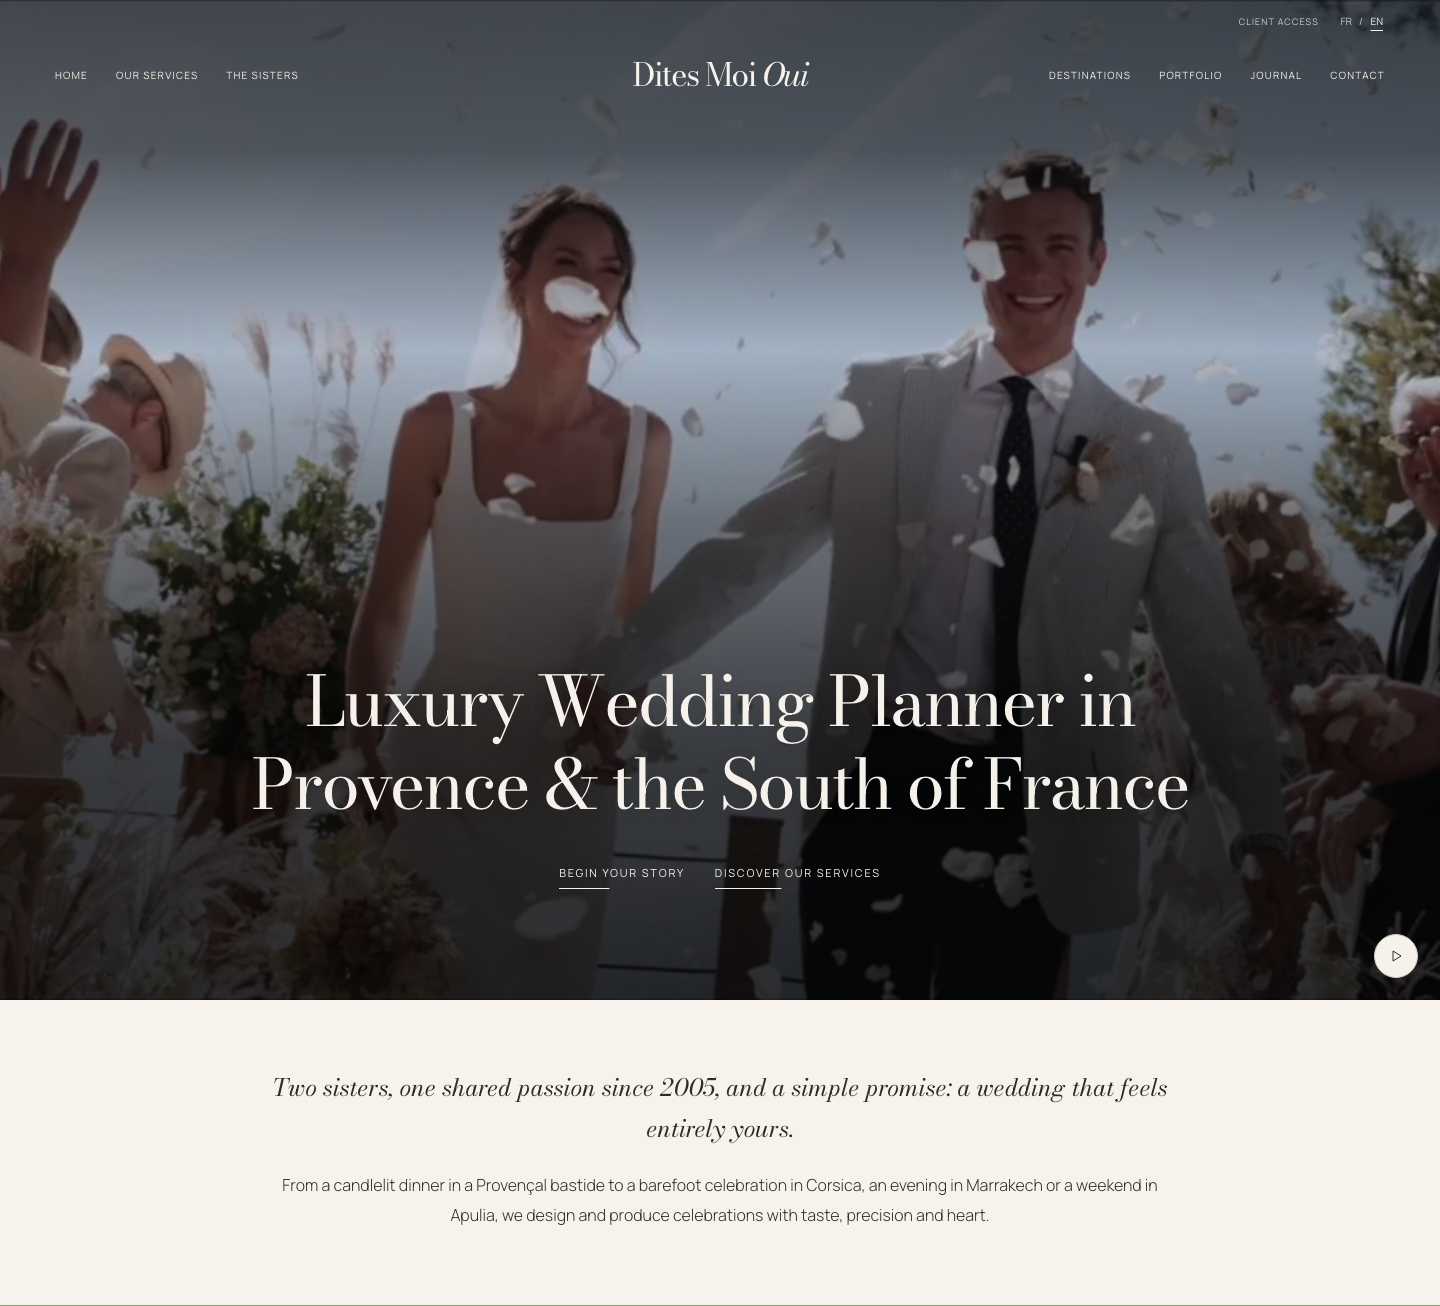 CLIENT ACCESS FR / EN
HOME OUR SERVICES THE SISTERS Dites Moi Oui DESTINATIONS PORTFOLIO JOURNAL CONTACT
Luxury Wedding Planner in
Provence & the South of France
BEGIN YOUR STORY DISCOVER OUR SERVICES
Two sisters, one shared passion since 2005, and a simple promise: a wedding that feels
entirely yours.
From a candlelit dinner in a Provençal bastide to a barefoot celebration in Corsica, an evening in Marrakech or a weekend in
Apulia, we design and produce celebrations with taste, precision and heart.